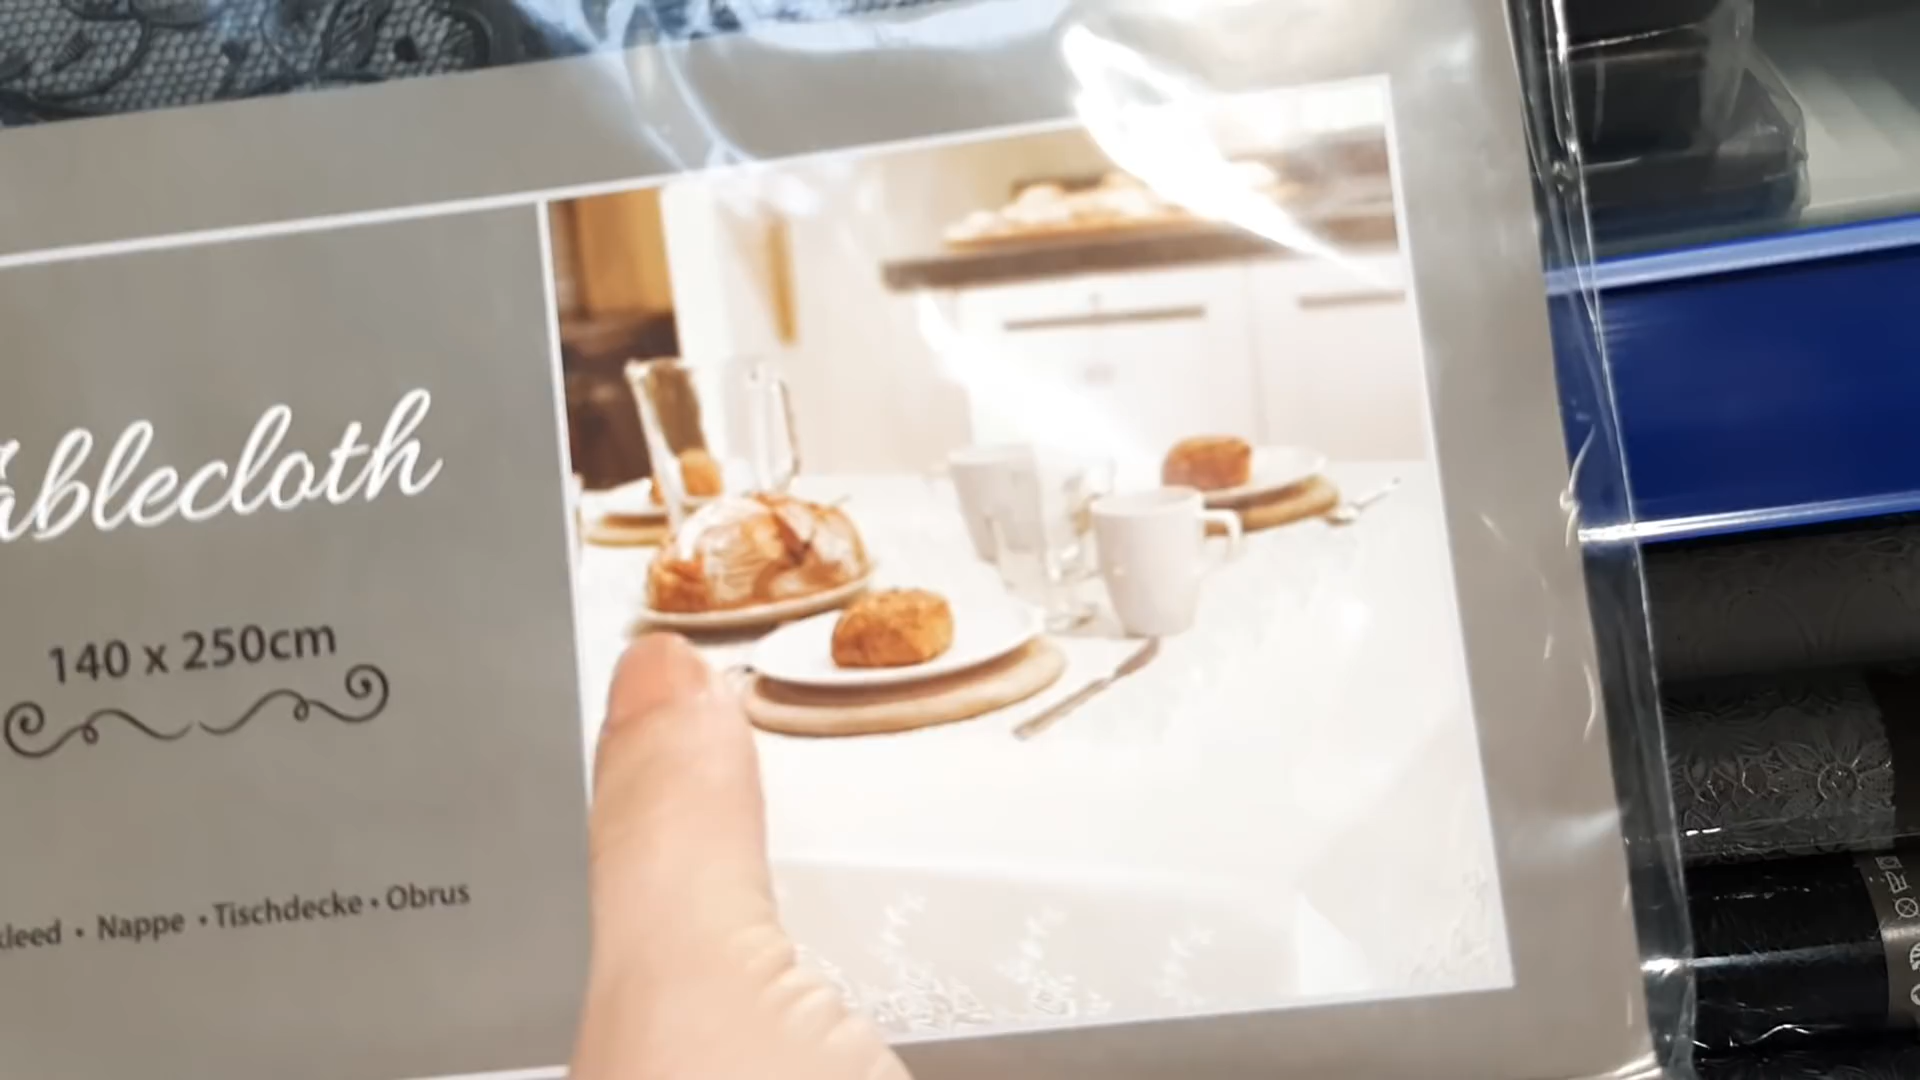 ablecloth
140 x 250cm
kleed • Nappe • Tischdecke • Obrus